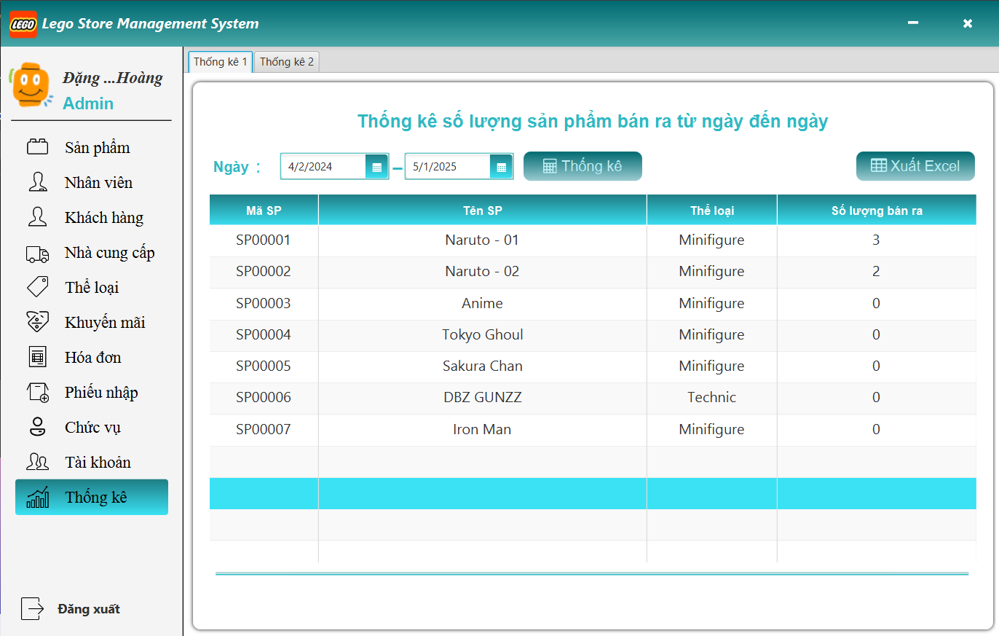 LEGO Lego Store Management System
Thống kê 1 Thống kê 2
Đặng ...Hoàng
Admin
Sản phẩm
Nhân viên
Khách hàng
Nhà cung cấp
Thể loại
Khuyến mãi
Hóa đơn
Phiếu nhập
Chức vụ
Tài khoản
Thống kê
Đăng xuất
Thống kê số lượng sản phẩm bán ra từ ngày đến ngày
Ngày : 4/2/2024 – 5/1/2025 Thống kê Xuất Excel
Mã SP Tên SP Thể loại Số lượng bán ra
SP00001 Naruto - 01 Minifigure 3
SP00002 Naruto - 02 Minifigure 2
SP00003 Anime Minifigure 0
SP00004 Tokyo Ghoul Minifigure 0
SP00005 Sakura Chan Minifigure 0
SP00006 DBZ GUNZZ Technic 0
SP00007 Iron Man Minifigure 0